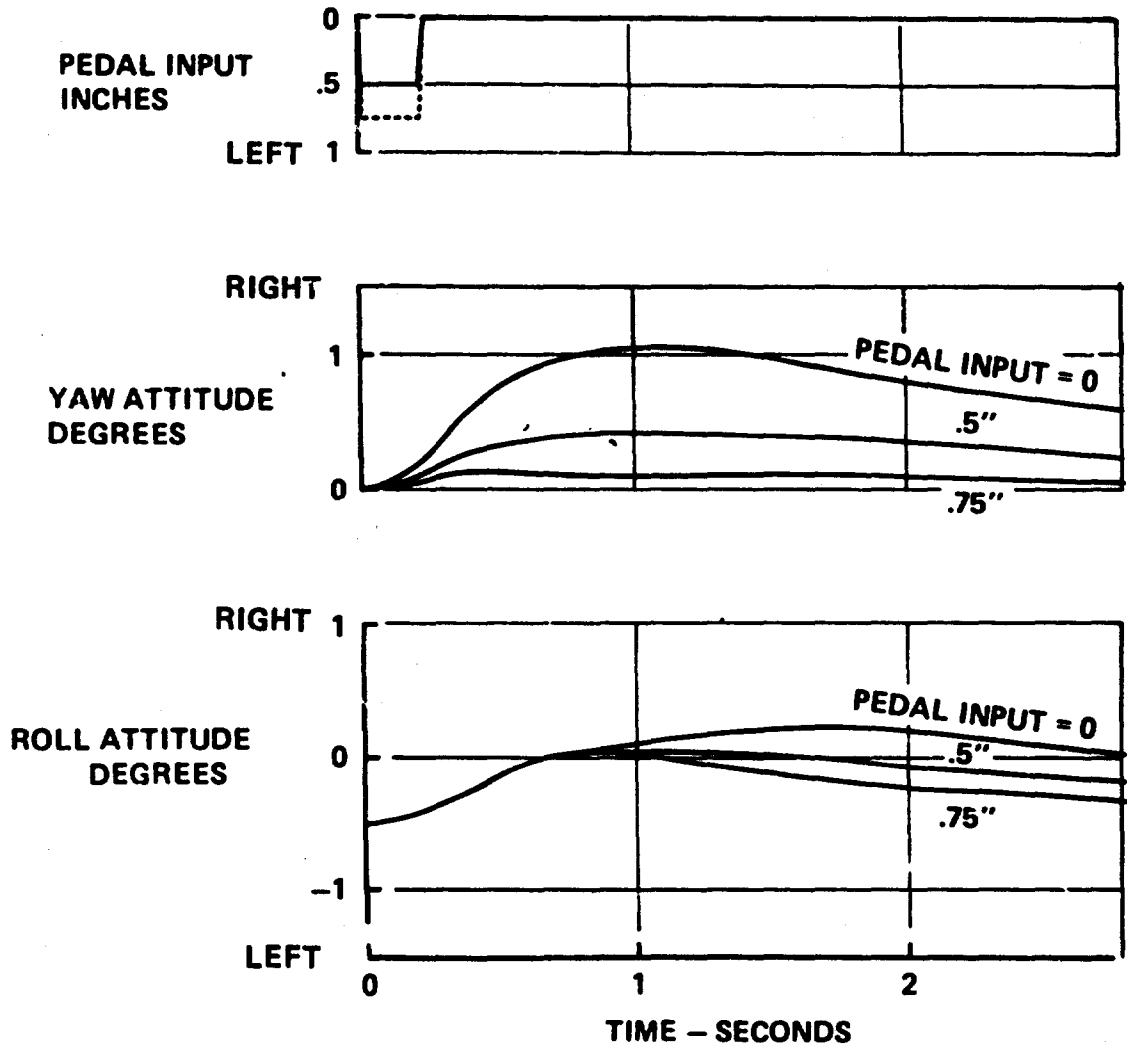 0
PEDAL INPUT
INCHES
.5
LEFT 1
RIGHT
1
PEDAL INPUT = 0
YAW ATTITUDE
DEGREES
.5"
0
.75"
RIGHT 1
PEDAL INPUT = 0
ROLL ATTITUDE
DEGREES
0
.5"
.75"
-1
LEFT
0 1 2
TIME – SECONDS